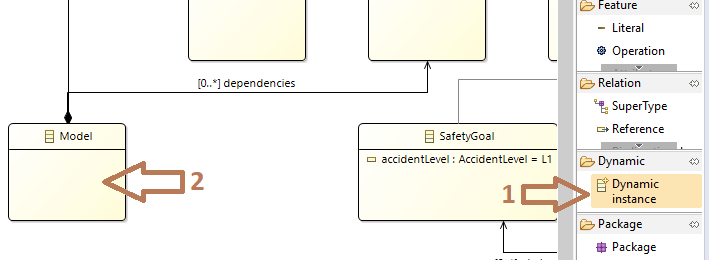 Feature
Literal
Operation
[0..*] dependencies
Relation
SuperType
Reference
Model
SafetyGoal
accidentLevel : AccidentLevel = L1
Dynamic
2
1
Dynamic
instance
Package
Package